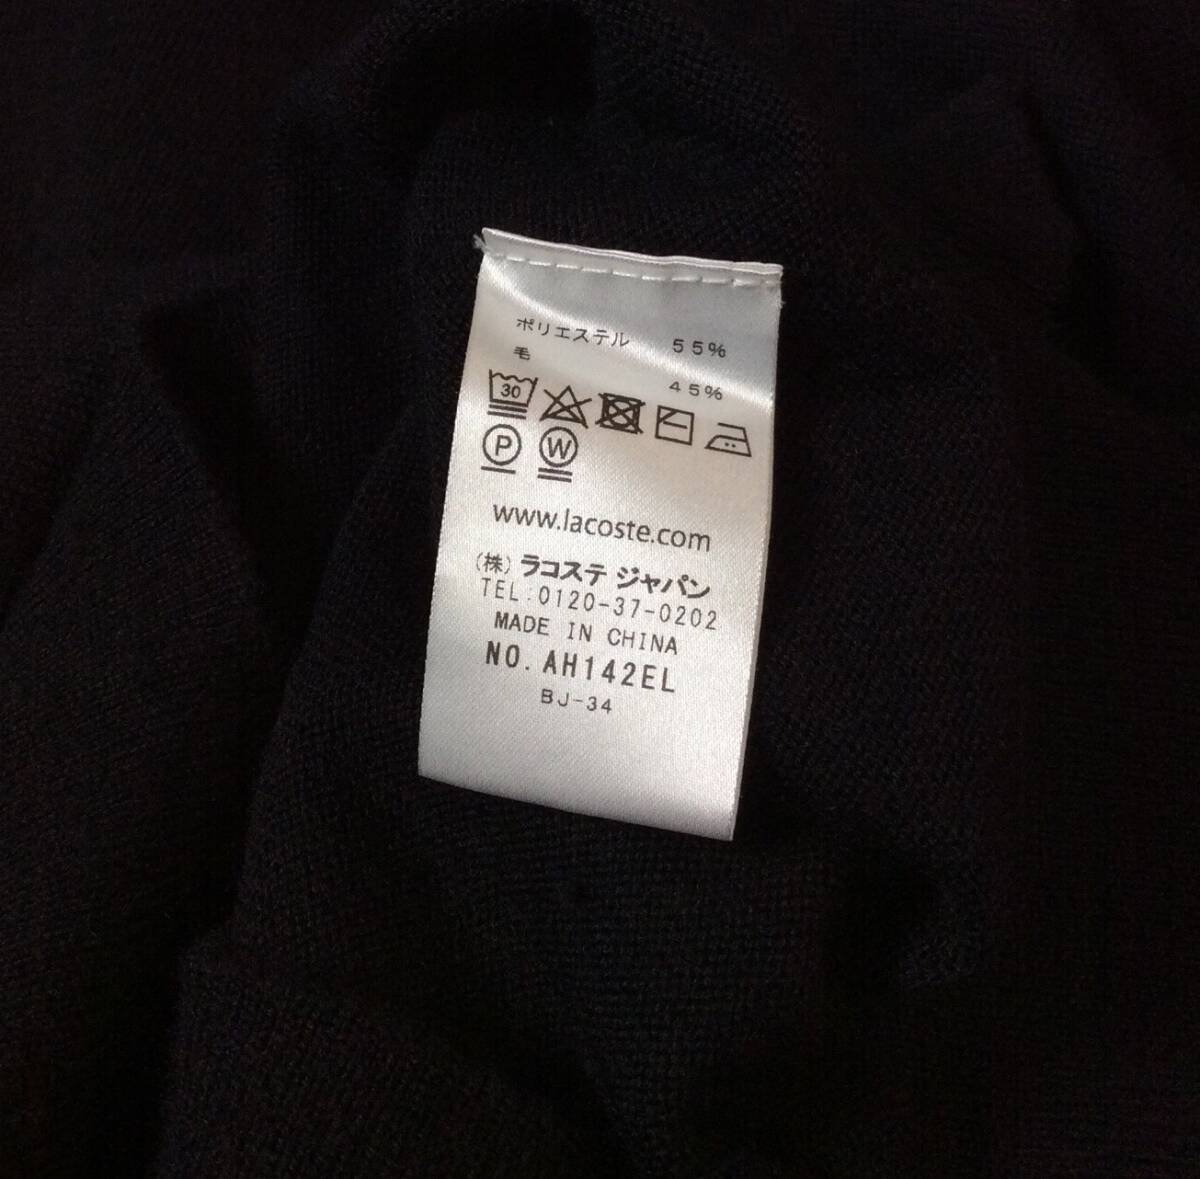 ポリエステル 55%
毛 45%
30
P W
www.lacoste.com
(株) ラコステ ジャパン
TEL:0120-37-0202
MADE IN CHINA
NO. AH142EL
BJ-34